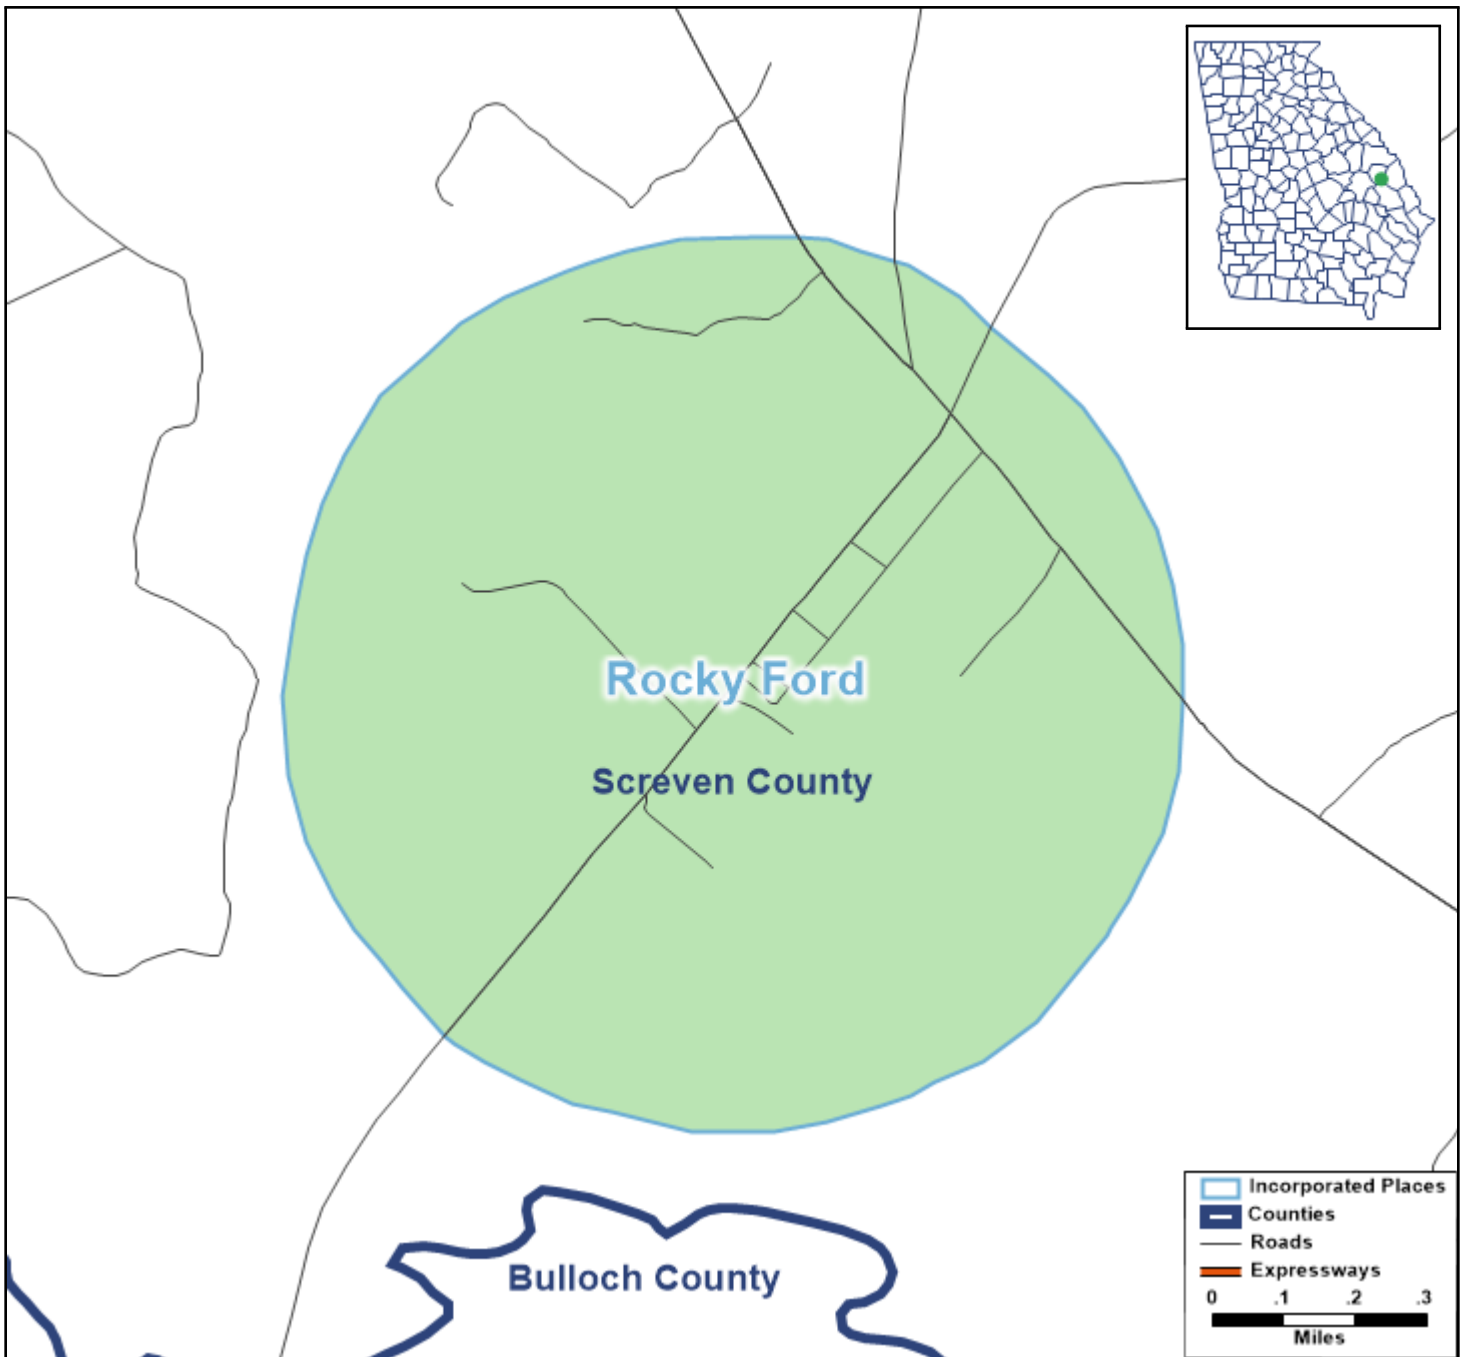 Rocky Ford
Screven County
Bulloch County
Incorporated Places
Counties
Roads
Expressways
0 .1 .2 .3
Miles